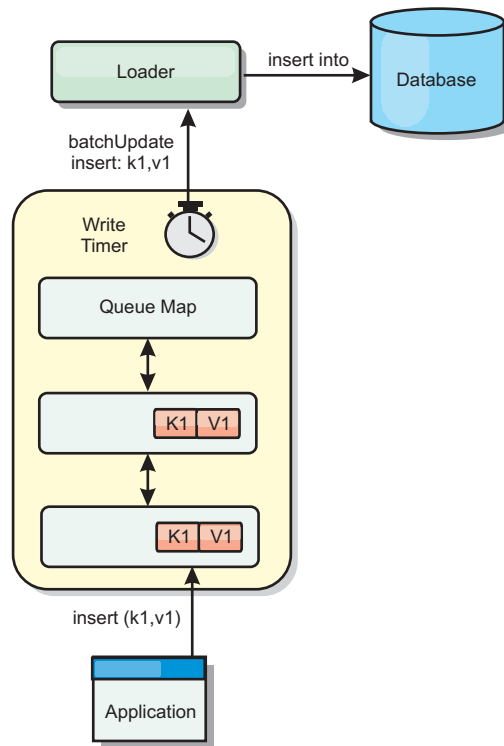 Loader
insert into
Database
batchUpdate
insert: k1,v1
Write
Timer
Queue Map
K1 V1
K1 V1
insert (k1,v1)
Application